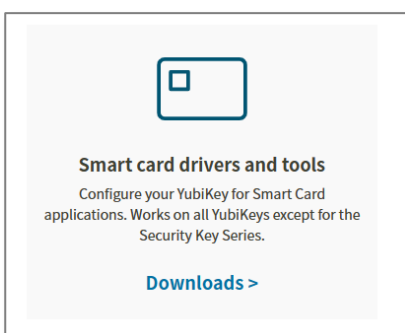 Smart card drivers and tools
Configure your YubiKey for Smart Card
applications. Works on all YubiKeys except for the
Security Key Series.
Downloads >